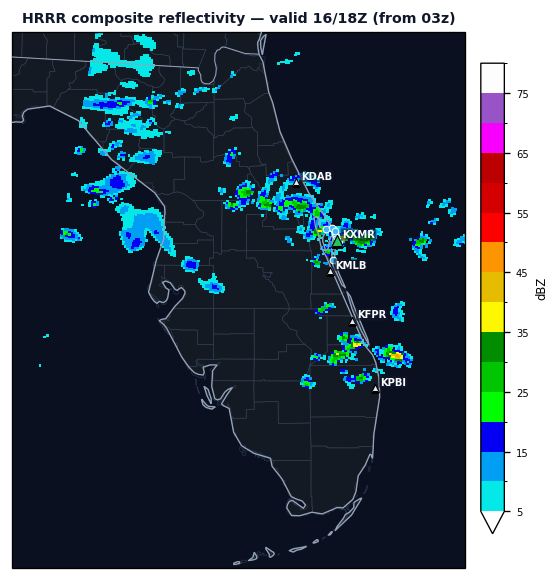 HRRR composite reflectivity — valid 16/18Z (from 03z)
75
65
55
45
35
25
15
5
dBZ
KDAB
KXMR
KMLB
KFPR
KPBI